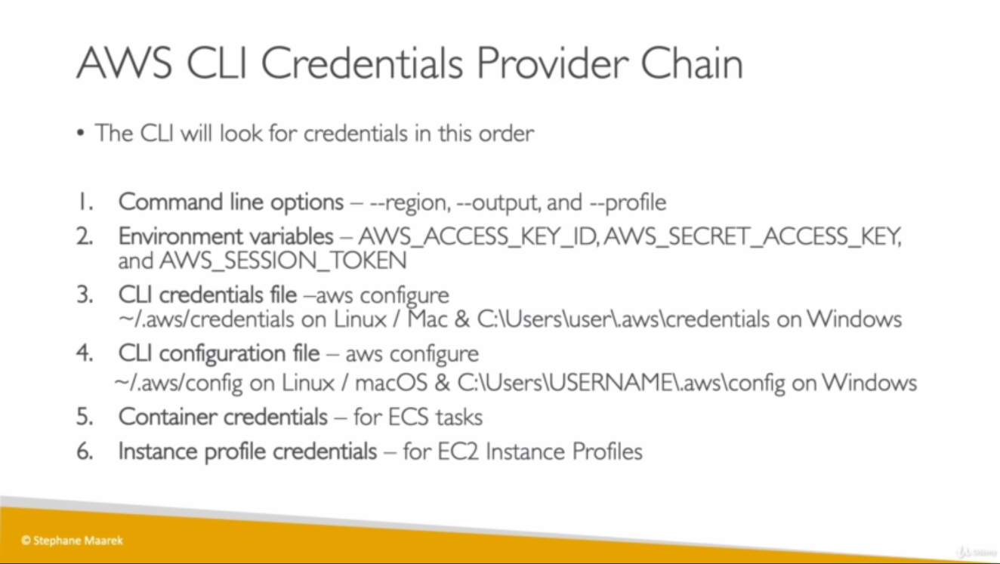 AWS CLI Credentials Provider Chain
• The CLI will look for credentials in this order
1. Command line options – --region, --output, and --profile
2. Environment variables – AWS_ACCESS_KEY_ID, AWS_SECRET_ACCESS_KEY,
and AWS_SESSION_TOKEN
3. CLI credentials file –aws configure
~/.aws/credentials on Linux / Mac & C:\Users\user\.aws\credentials on Windows
4. CLI configuration file – aws configure
~/.aws/config on Linux / macOS & C:\Users\USERNAME\.aws\config on Windows
5. Container credentials – for ECS tasks
6. Instance profile credentials – for EC2 Instance Profiles
© Stephane Maarek
Udemy